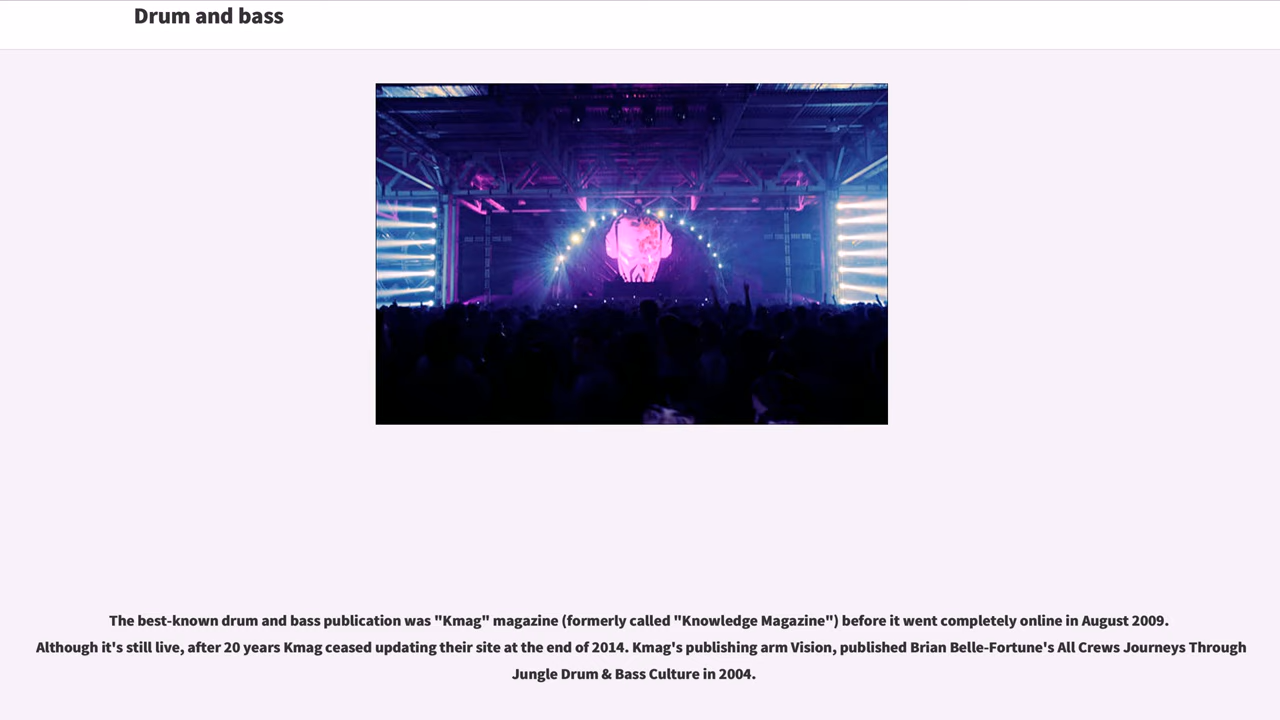 Drum and bass
The best-known drum and bass publication was "Kmag" magazine (formerly called "Knowledge Magazine") before it went completely online in August 2009.
Although it's still live, after 20 years Kmag ceased updating their site at the end of 2014. Kmag's publishing arm Vision, published Brian Belle-Fortune's All Crews Journeys Through
Jungle Drum & Bass Culture in 2004.